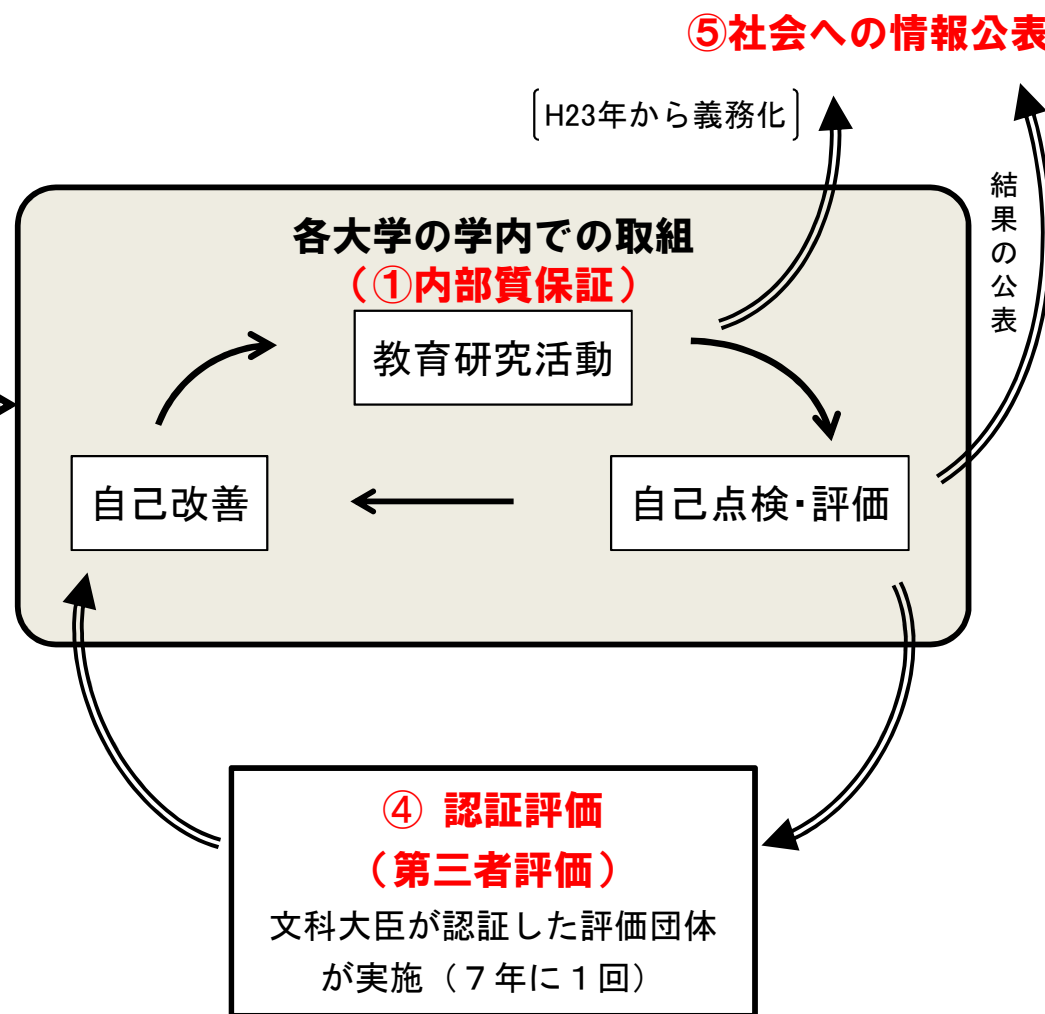 ⑤社会への情報公表
[H23年から義務化]
結果の公表
各大学の学内での取組
（①内部質保証）
教育研究活動
自己改善
自己点検・評価
④ 認証評価
（第三者評価）
文科大臣が認証した評価団体
が実施（７年に１回）